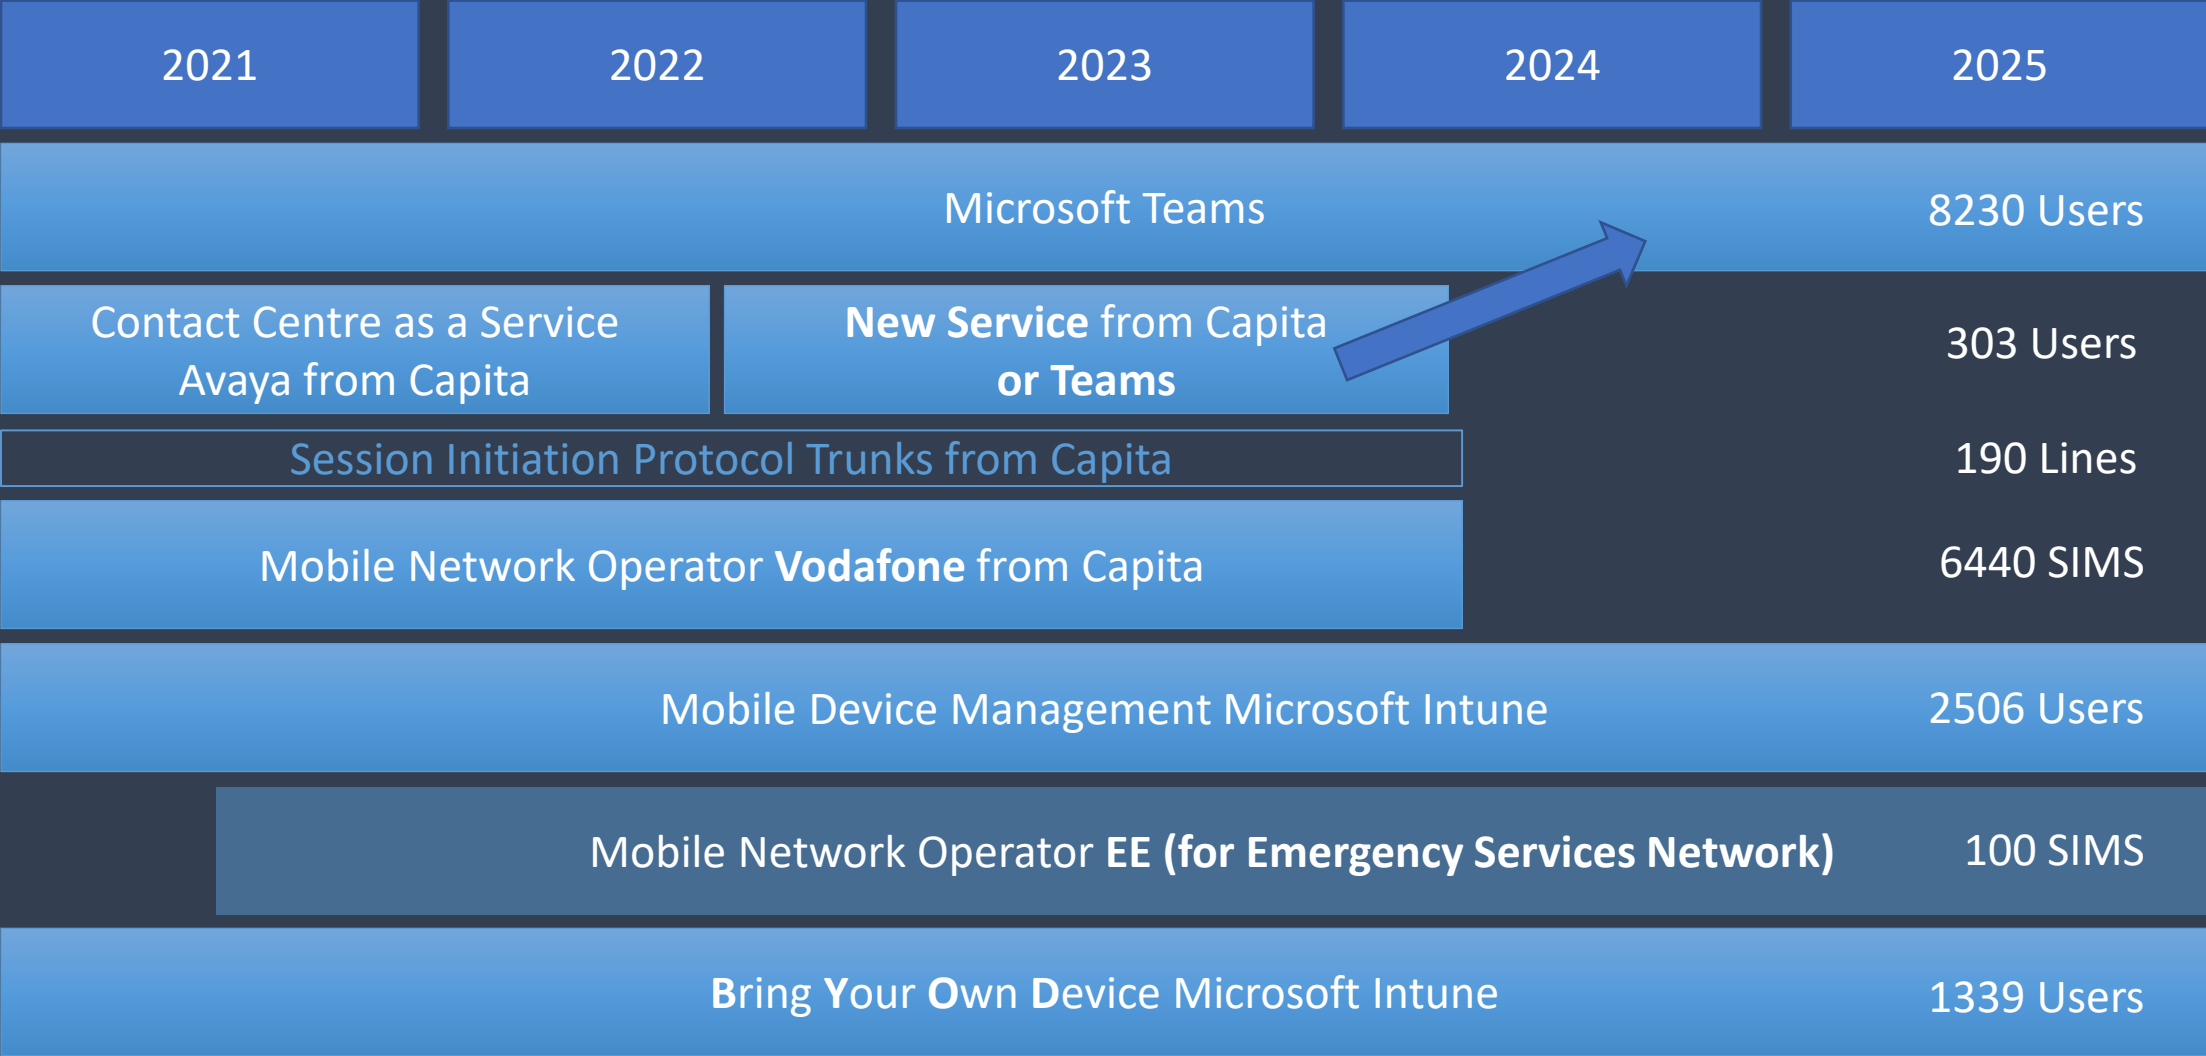 2021
2022
2023
2024
2025
Microsoft Teams
8230 Users
Contact Centre as a Service
Avaya from Capita
New Service from Capita
or Teams
303 Users
Session Initiation Protocol Trunks from Capita
190 Lines
Mobile Network Operator Vodafone from Capita
6440 SIMS
Mobile Device Management Microsoft Intune
2506 Users
Mobile Network Operator EE (for Emergency Services Network)
100 SIMS
Bring Your Own Device Microsoft Intune
1339 Users